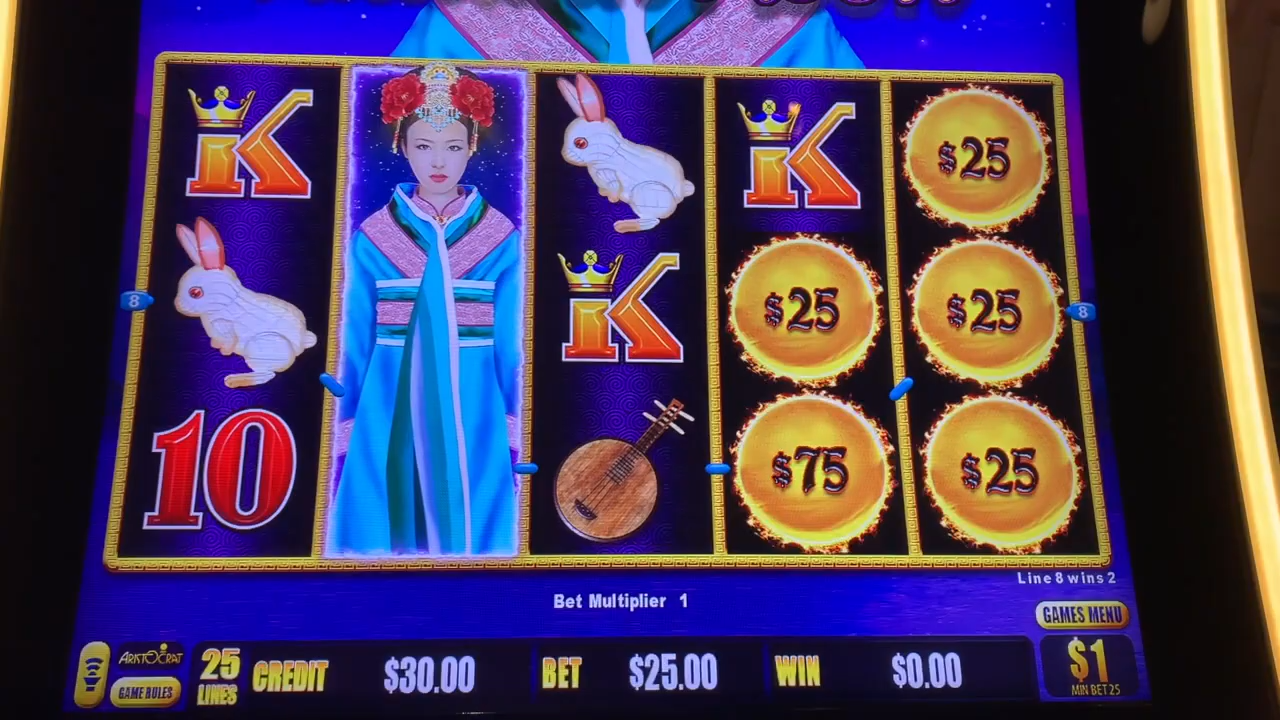 K
K
$25
8
K
$25
$25
8
10
$75
$25
Line 8 wins 2
Bet Multiplier 1
GAMES MENU
ARISTOCRAT
GAME RULES
25
LINES
CREDIT $30.00 BET $25.00 WIN $0.00
$1
MIN BET 25